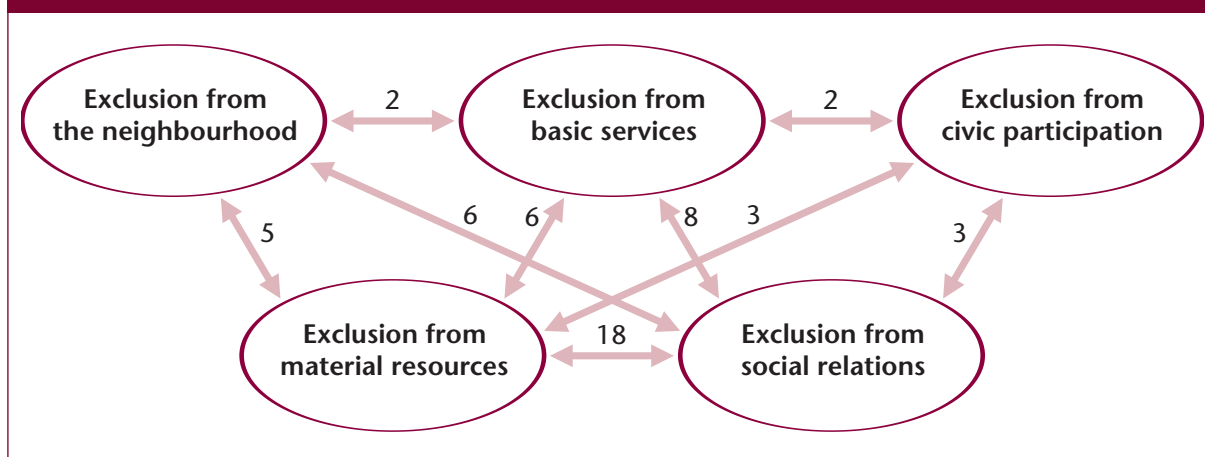 Exclusion from
the neighbourhood
2
Exclusion from
basic services
2
Exclusion from
civic participation
5
6
6
8
3
3
Exclusion from
material resources
18
Exclusion from
social relations